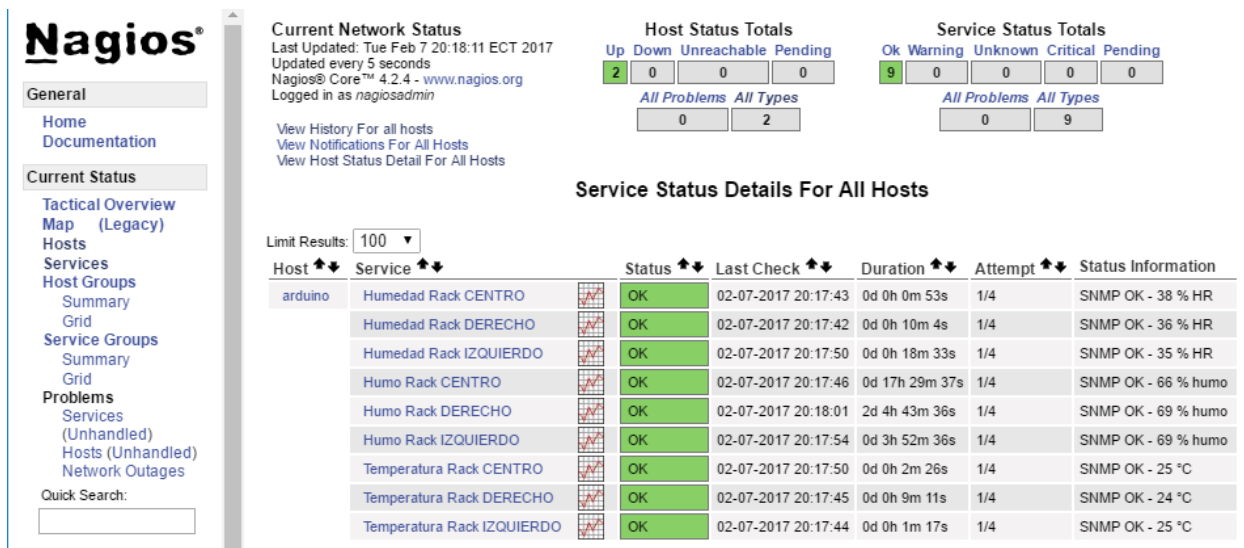 Nagios®
General
Home
Documentation
Current Status
Tactical Overview
Map (Legacy)
Hosts
Services
Host Groups
Summary
Grid
Service Groups
Summary
Grid
Problems
Services
(Unhandled)
Hosts (Unhandled)
Network Outages
Quick Search:
Current Network Status
Last Updated: Tue Feb 7 20:18:11 ECT 2017
Updated every 5 seconds
Nagios® Core™ 4.2.4 - www.nagios.org
Logged in as nagiosadmin
View History For all hosts
View Notifications For All Hosts
View Host Status Detail For All Hosts
Host Status Totals
Up Down Unreachable Pending
2 0 0 0
All Problems All Types
0 2
Service Status Totals
Ok Warning Unknown Critical Pending
9 0 0 0 0
All Problems All Types
0 9
Service Status Details For All Hosts
Limit Results: 100
Host Service Status Last Check Duration Attempt Status Information
arduino Humedad Rack CENTRO OK 02-07-2017 20:17:43 0d 0h 0m 53s 1/4 SNMP OK - 38 % HR
Humedad Rack DERECHO OK 02-07-2017 20:17:42 0d 0h 10m 4s 1/4 SNMP OK - 36 % HR
Humedad Rack IZQUIERDO OK 02-07-2017 20:17:50 0d 0h 18m 33s 1/4 SNMP OK - 35 % HR
Humo Rack CENTRO OK 02-07-2017 20:17:46 0d 17h 29m 37s 1/4 SNMP OK - 66 % humo
Humo Rack DERECHO OK 02-07-2017 20:18:01 2d 4h 43m 36s 1/4 SNMP OK - 69 % humo
Humo Rack IZQUIERDO OK 02-07-2017 20:17:54 0d 3h 52m 36s 1/4 SNMP OK - 69 % humo
Temperatura Rack CENTRO OK 02-07-2017 20:17:50 0d 0h 2m 26s 1/4 SNMP OK - 25 °C
Temperatura Rack DERECHO OK 02-07-2017 20:17:45 0d 0h 9m 11s 1/4 SNMP OK - 24 °C
Temperatura Rack IZQUIERDO OK 02-07-2017 20:17:44 0d 0h 1m 17s 1/4 SNMP OK - 25 °C